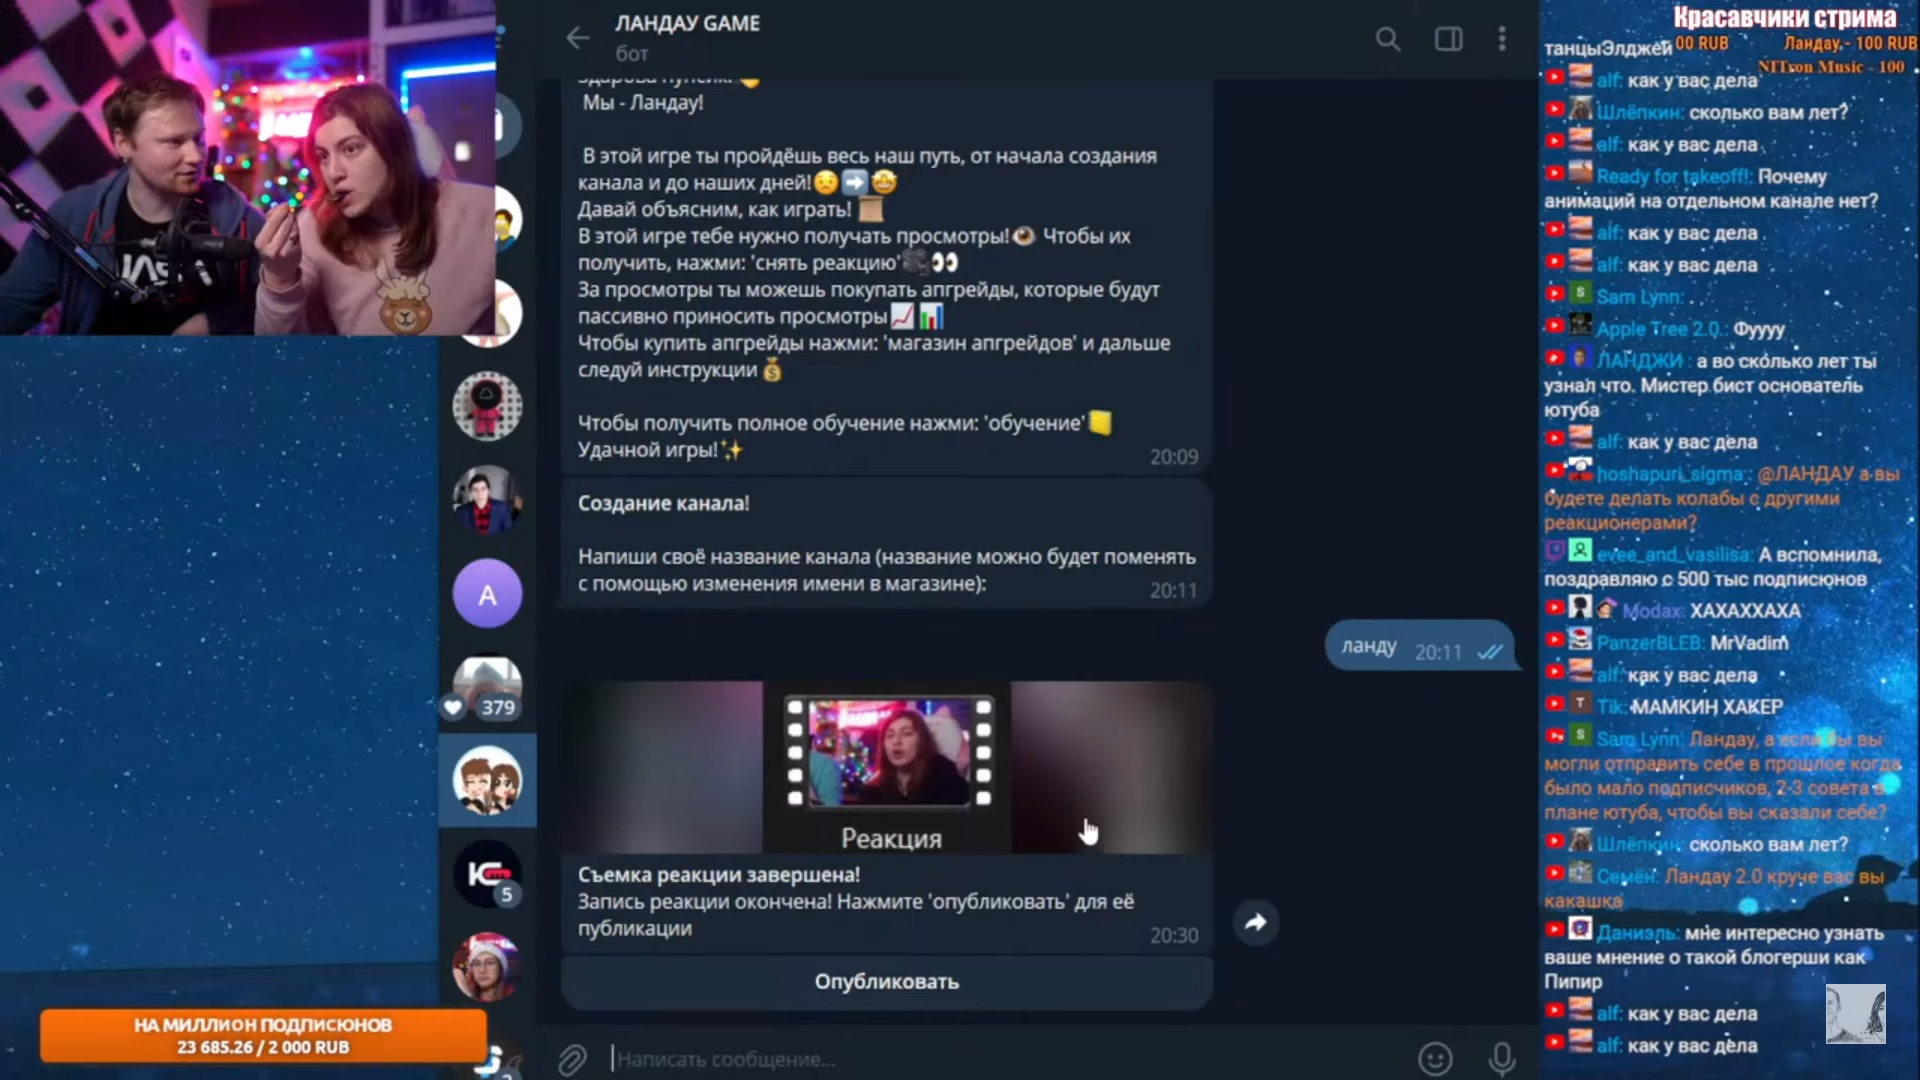 ЛАНДАУ GAME
бот
Мы - Ландау!
В этой игре ты пройдёшь весь наш путь, от начала создания
канала и до наших дней!😟➡️🤩
Давай объясним, как играть!📜
В этой игре тебе нужно получать просмотры!👁 Чтобы их
получить, нажми: 'снять реакцию'🎥👀
За просмотры ты можешь покупать апгрейды, которые будут
пассивно приносить просмотры📈📊
Чтобы купить апгрейды нажми: 'магазин апгрейдов' и дальше
следуй инструкции💰
Чтобы получить полное обучение нажми: 'обучение'📒
Удачной игры!✨
20:09
Создание канала!
Напиши своё название канала (название можно будет поменять
с помощью изменения имени в магазине):
20:11
ланду 20:11
Реакция
Съемка реакции завершена!
Запись реакции окончена! Нажмите 'опубликовать' для её
публикации
20:30
Опубликовать
Написать сообщение...
A
379
5
НА МИЛЛИОН ПОДПИСЮНОВ
23 685.26 / 2 000 RUB
Красавчики стрима
00 RUB
Ландау - 100 RUB
NITron Music - 100
танцыЭлджей
alf: как у вас дела
Шлёпкин: сколько вам лет?
alf: как у вас дела
Ready for takeoff!: Почему
анимаций на отдельном канале нет?
alf: как у вас дела
alf: как у вас дела
Sam Lynn: .
Apple Tree 2.0.: Фуууу
ЛАНДЖИ : а во сколько лет ты
узнал что. Мистер бист основатель
ютуба
alf: как у вас дела
hoshapuri_sigma: @ЛАНДАУ а вы
будете делать колабы с другими
реакционерами?
evee_and_vasilisa: А вспомнила,
поздравляю с 500 тыс подписюнов
Modax: ХАХАХХАХА
PanzerBLEB: MrVadim
alf: как у вас дела
Tik: МАМКИН ХАКЕР
Sam Lynn: Ландау, а если бы вы
могли отправить себе в прошлое когда
было мало подписчиков, 2-3 совета в
плане ютуба, чтобы вы сказали себе?
Шлёпкин: сколько вам лет?
Семён: Ландау 2.0 круче вас вы
какашка
Даниэль: мне интересно узнать
ваше мнение о такой блогерши как
Пипир
alf: как у вас дела
alf: как у вас дела